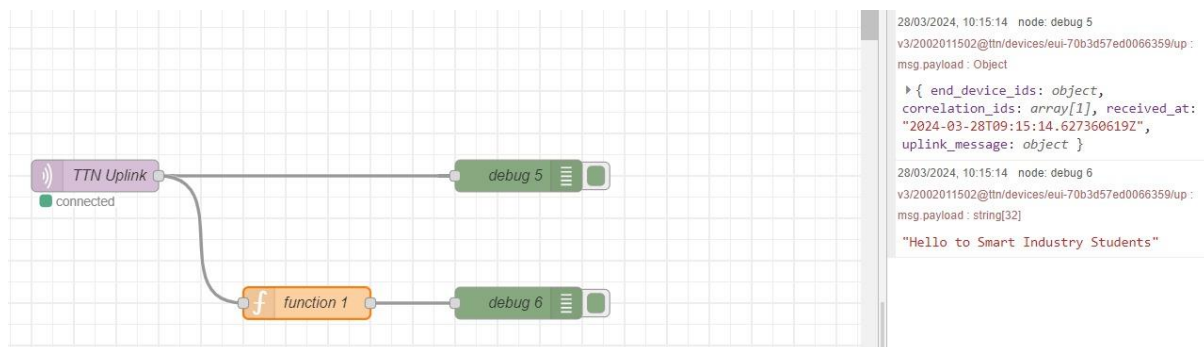 TTN Uplink
connected
debug 5
function 1
debug 6
28/03/2024, 10:15:14 node: debug 5
v3/2002011502@ttn/devices/eui-70b3d57ed0066359/up :
msg.payload : Object
{ end_device_ids: object,
correlation_ids: array[1], received_at:
"2024-03-28T09:15:14.627360619Z",
uplink_message: object }
28/03/2024, 10:15:14 node: debug 6
v3/2002011502@ttn/devices/eui-70b3d57ed0066359/up :
msg.payload : string[32]
"Hello to Smart Industry Students"